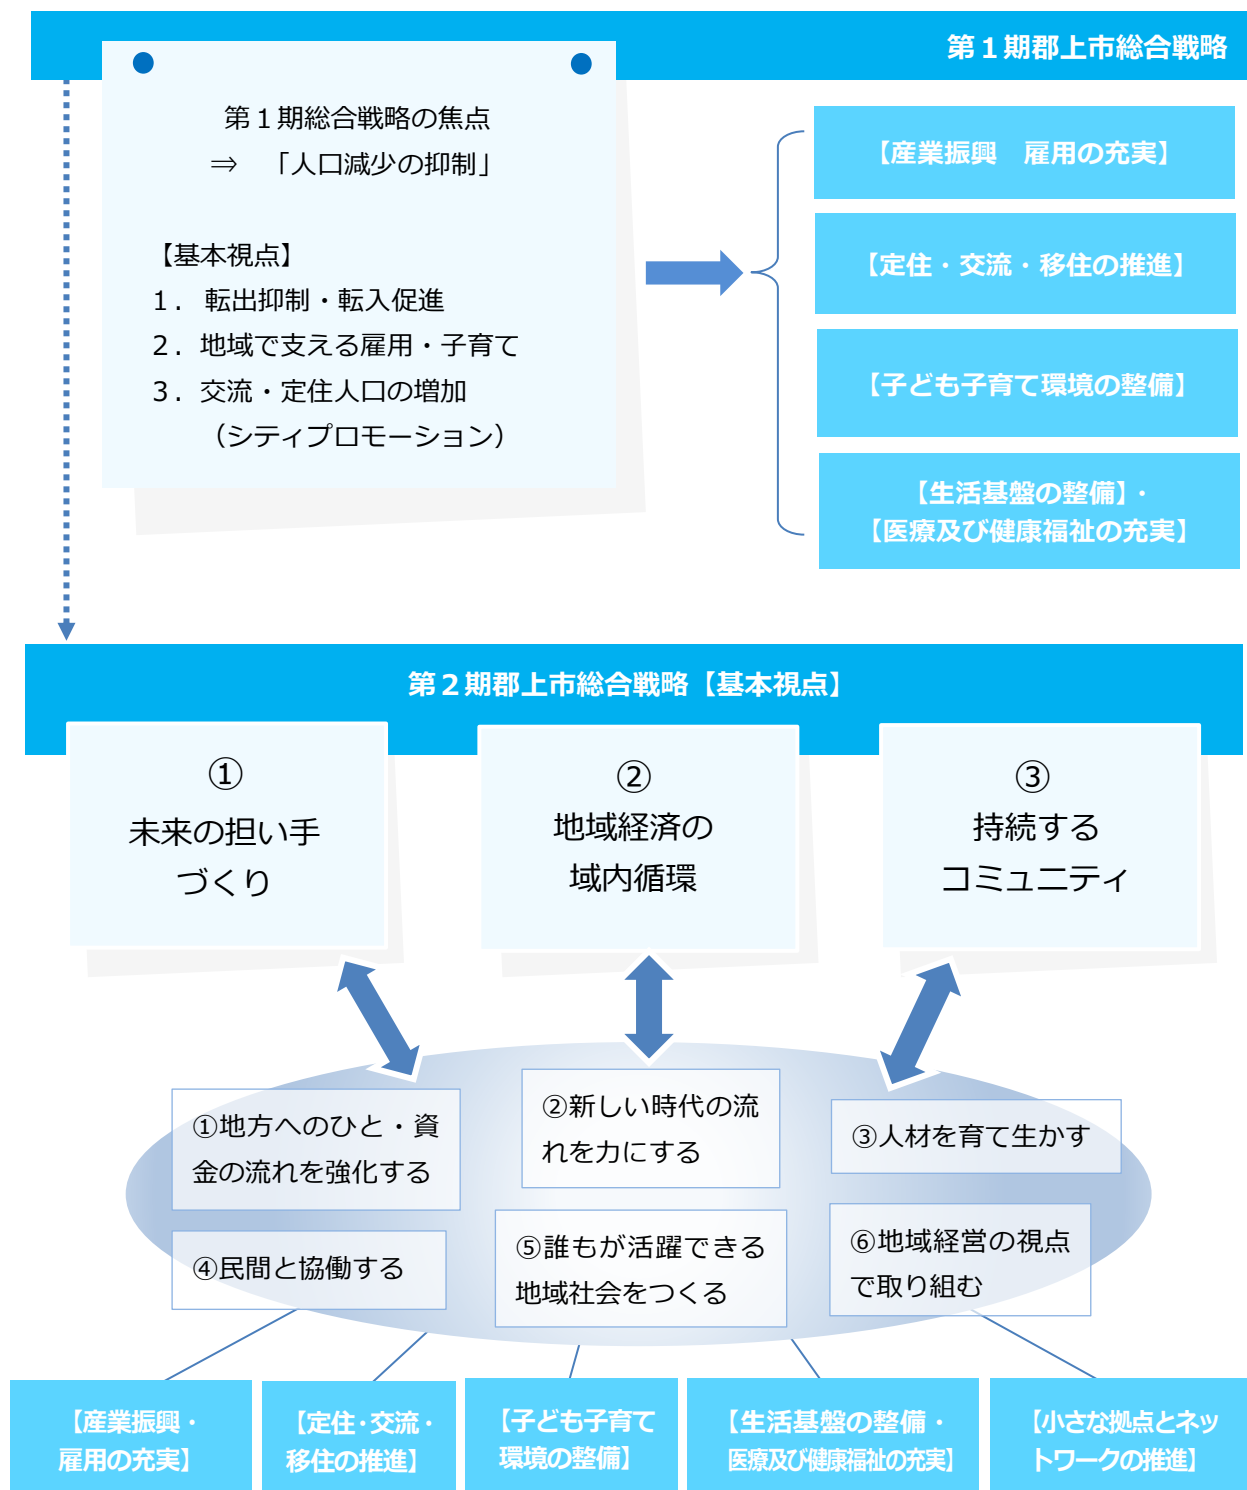 第１期郡上市総合戦略
第１期総合戦略の焦点
⇒　「人口減少の抑制」
【基本視点】
１．転出抑制・転入促進
２．地域で支える雇用・子育て
３．交流・定住人口の増加
（シティプロモーション）
【産業振興　雇用の充実】
【定住・交流・移住の推進】
【子ども子育て環境の整備】
【生活基盤の整備】・
【医療及び健康福祉の充実】
第２期郡上市総合戦略【基本視点】
①
未来の担い手
づくり
②
地域経済の
域内循環
③
持続する
コミュニティ
①地方へのひと・資
金の流れを強化する
②新しい時代の流
れを力にする
③人材を育て生かす
④民間と協働する
⑤誰もが活躍できる
地域社会をつくる
⑥地域経営の視点
で取り組む
【産業振興・
雇用の充実】
【定住・交流・
移住の推進】
【子ども子育て
環境の整備】
【生活基盤の整備・
医療及び健康福祉の充実】
【小さな拠点とネッ
トワークの推進】